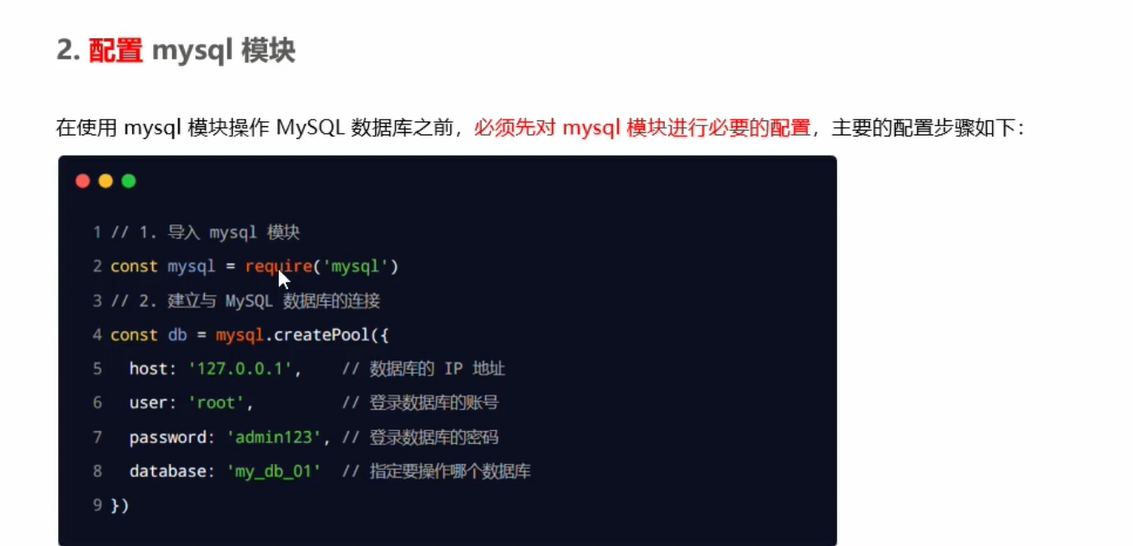 2. 配置 mysql 模块
在使用 mysql 模块操作 MySQL 数据库之前，必须先对 mysql 模块进行必要的配置，主要的配置步骤如下：
1 // 1. 导入 mysql 模块
2 const mysql = require('mysql')
3 // 2. 建立与 MySQL 数据库的连接
4 const db = mysql.createPool({
5   host: '127.0.0.1',    // 数据库的 IP 地址
6   user: 'root',         // 登录数据库的账号
7   password: 'admin123', // 登录数据库的密码
8   database: 'my_db_01'  // 指定要操作哪个数据库
9 })